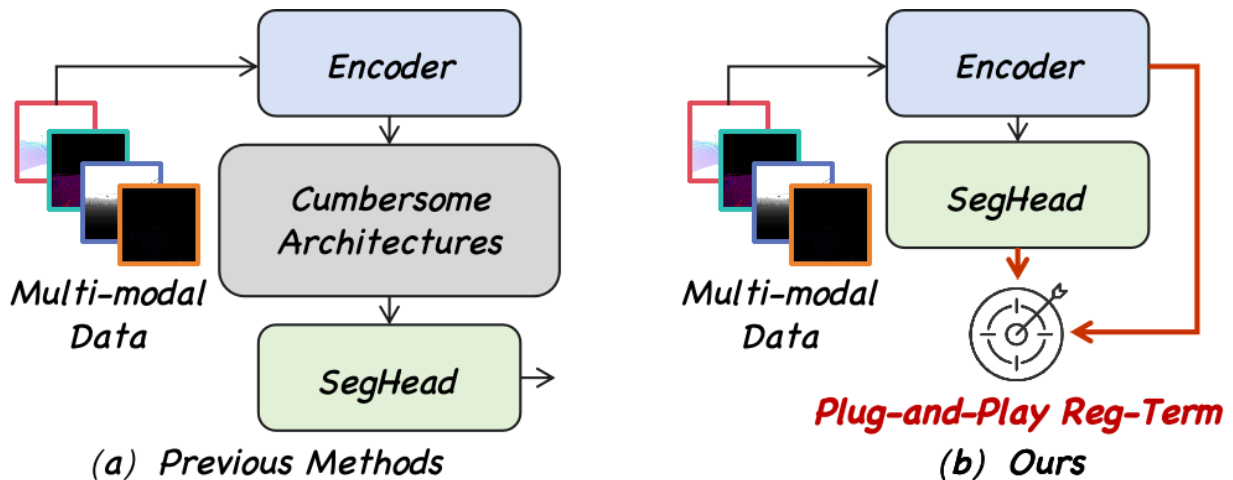 Encoder
Cumbersome
Architectures
Multi-modal
Data
SegHead
(a) Previous Methods
Encoder
SegHead
Multi-modal
Data
Plug-and-Play Reg-Term
(b) Ours